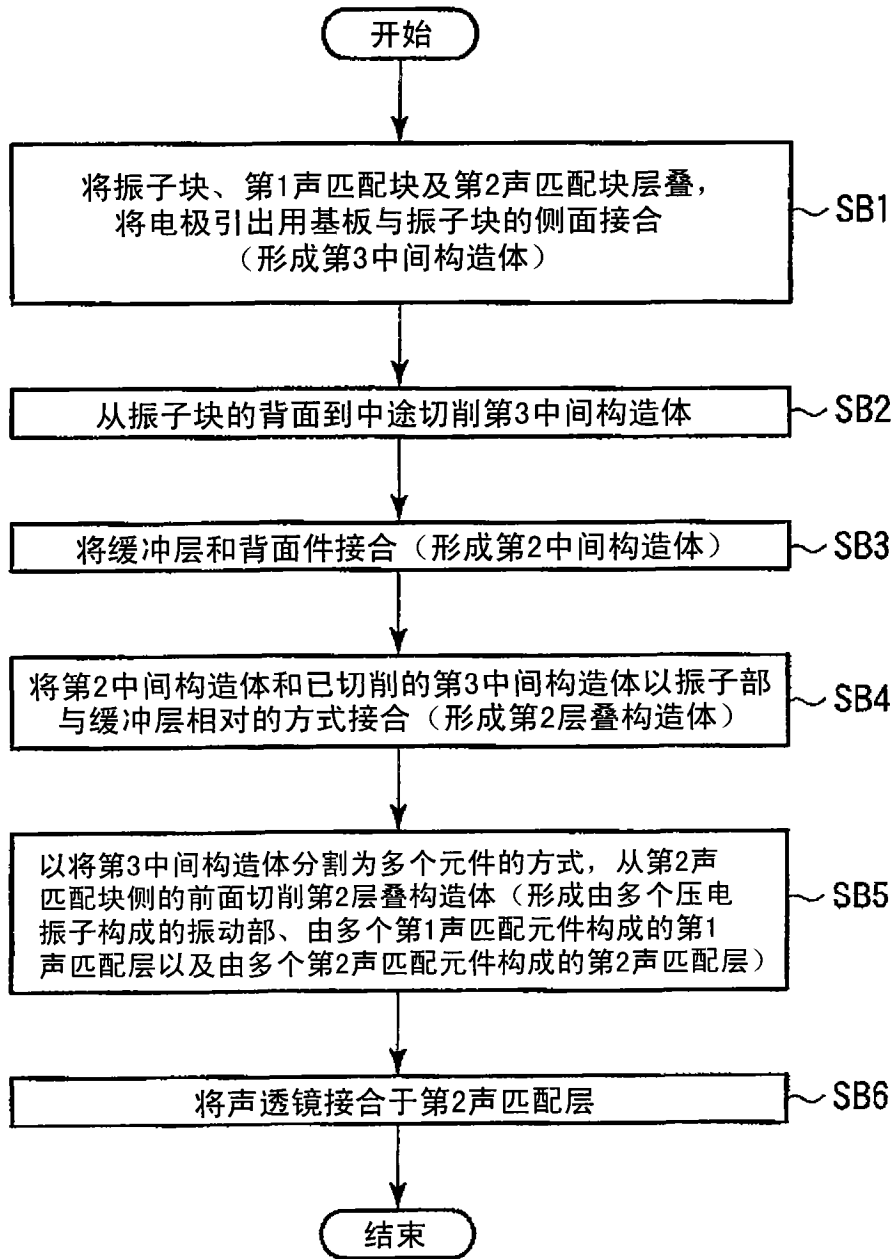 开始
将振子块、第1声匹配块及第2声匹配块层叠，
将电极引出用基板与振子块的侧面接合
（形成第3中间构造体）
SB1
从振子块的背面到中途切削第3中间构造体
SB2
将缓冲层和背面件接合（形成第2中间构造体）
SB3
将第2中间构造体和已切削的第3中间构造体以振子部
与缓冲层相对的方式接合（形成第2层叠构造体）
SB4
以将第3中间构造体分割为多个元件的方式，从第2声
匹配块侧的前面切削第2层叠构造体（形成由多个压电
振子构成的振动部、由多个第1声匹配元件构成的第1
声匹配层以及由多个第2声匹配元件构成的第2声匹配层）
SB5
将声透镜接合于第2声匹配层
SB6
结束